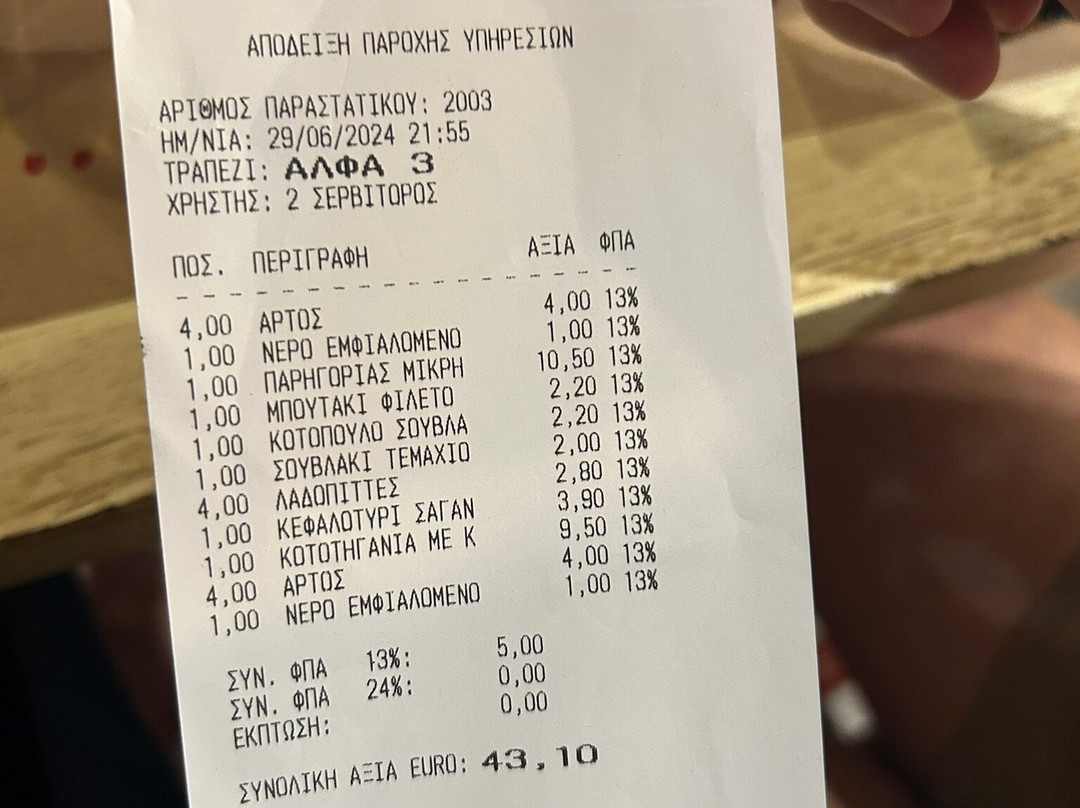 ΑΠΟΔΕΙΞΗ ΠΑΡΟΧΗΣ ΥΠΗΡΕΣΙΩΝ
ΑΡΙΘΜΟΣ ΠΑΡΑΣΤΑΤΙΚΟΥ: 2003
ΗΜ/ΝΙΑ: 29/06/2024 21:55
ΤΡΑΠΕΖΙ: ΑΛΦΑ 3
ΧΡΗΣΤΗΣ: 2 ΣΕΡΒΙΤΟΡΟΣ
ΠΟΣ. ΠΕΡΙΓΡΑΦΗ ΑΞΙΑ ΦΠΑ
4,00 ΑΡΤΟΣ 4,00 13%
1,00 ΝΕΡΟ ΕΜΦΙΑΛΟΜΕΝΟ 1,00 13%
1,00 ΠΑΡΗΓΟΡΙΑΣ ΜΙΚΡΗ 10,50 13%
1,00 ΜΠΟΥΤΑΚΙ ΦΙΛΕΤΟ 2,20 13%
1,00 ΚΟΤΟΠΟΥΛΟ ΣΟΥΒΛΑ 2,20 13%
1,00 ΣΟΥΒΛΑΚΙ ΤΕΜΑΧΙΟ 2,00 13%
4,00 ΛΑΔΟΠΙΤΤΕΣ 2,80 13%
1,00 ΚΕΦΑΛΟΤΥΡΙ ΣΑΓΑΝ 3,90 13%
1,00 ΚΟΤΟΤΗΓΑΝΙΑ ΜΕ Κ 9,50 13%
4,00 ΑΡΤΟΣ 4,00 13%
1,00 ΝΕΡΟ ΕΜΦΙΑΛΟΜΕΝΟ 1,00 13%
ΣΥΝ. ΦΠΑ 13%: 5,00
ΣΥΝ. ΦΠΑ 24%: 0,00
ΕΚΠΤΩΣΗ: 0,00
ΣΥΝΟΛΙΚΗ ΑΞΙΑ EURO: 43,10